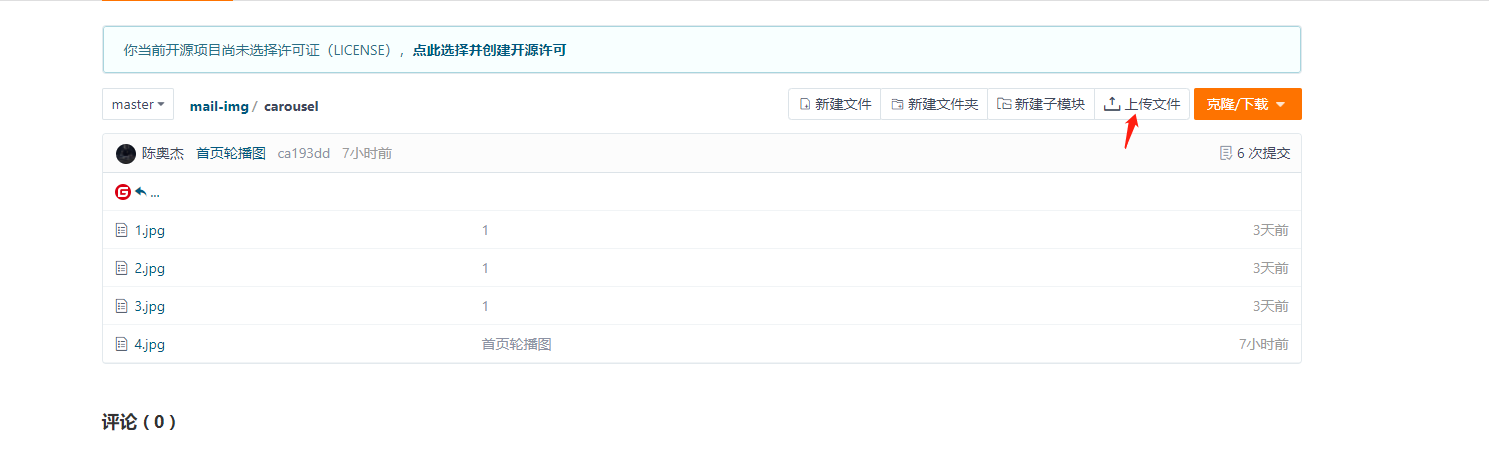 你当前开源项目尚未选择许可证（LICENSE），点此选择并创建开源许可
master mail-img / carousel 新建文件 新建文件夹 新建子模块 上传文件 克隆/下载
陈奥杰 首页轮播图 ca193dd 7小时前 6 次提交
...
1.jpg 1 3天前
2.jpg 1 3天前
3.jpg 1 3天前
4.jpg 首页轮播图 7小时前
评论 ( 0 )